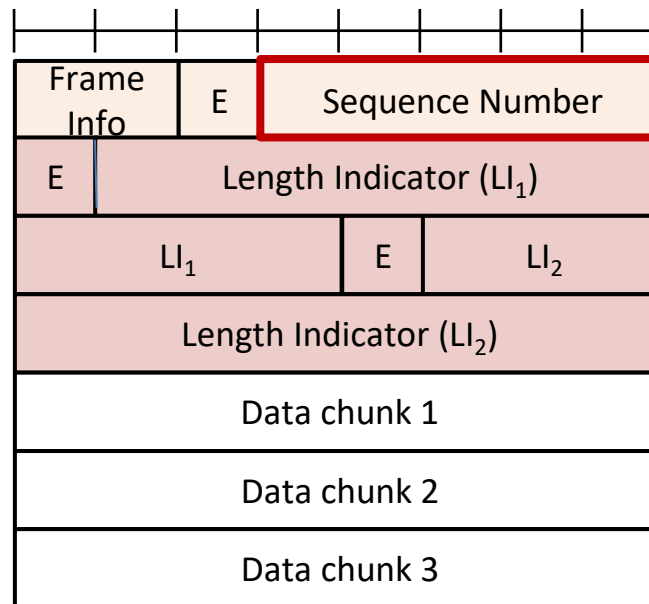 Frame
Info
E
Sequence Number
E
Length Indicator (LI₁)
LI₁
E
LI₂
Length Indicator (LI₂)
Data chunk 1
Data chunk 2
Data chunk 3